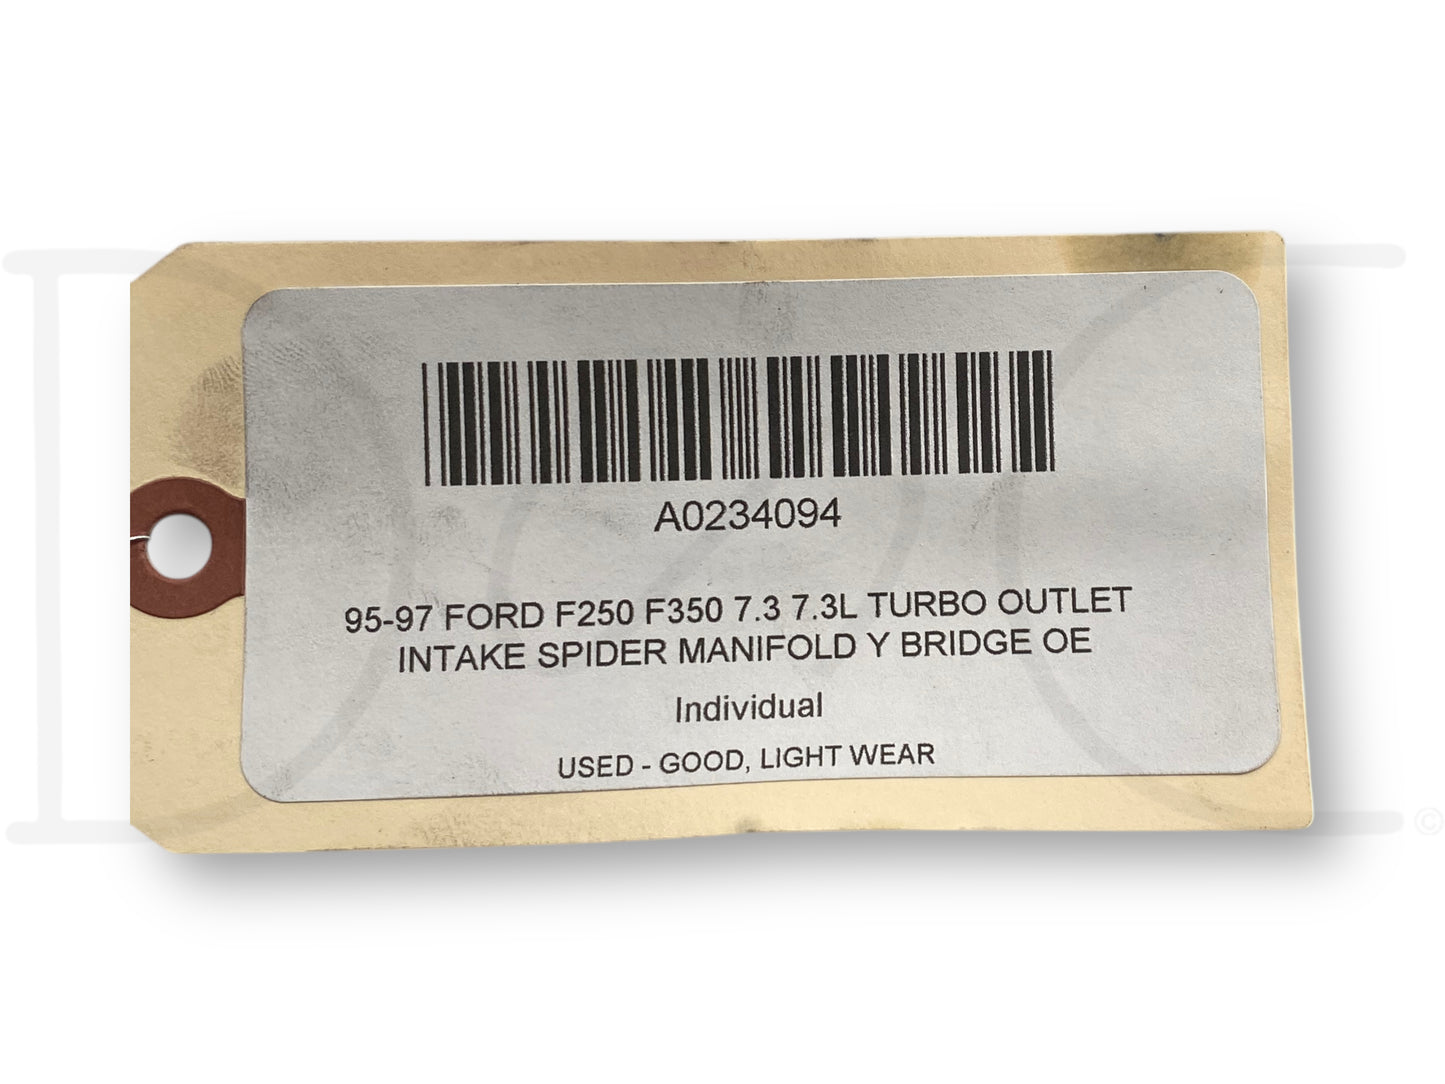 A0234094
95-97 FORD F250 F350 7.3 7.3L TURBO OUTLET
INTAKE SPIDER MANIFOLD Y BRIDGE OE
Individual
USED - GOOD, LIGHT WEAR
©